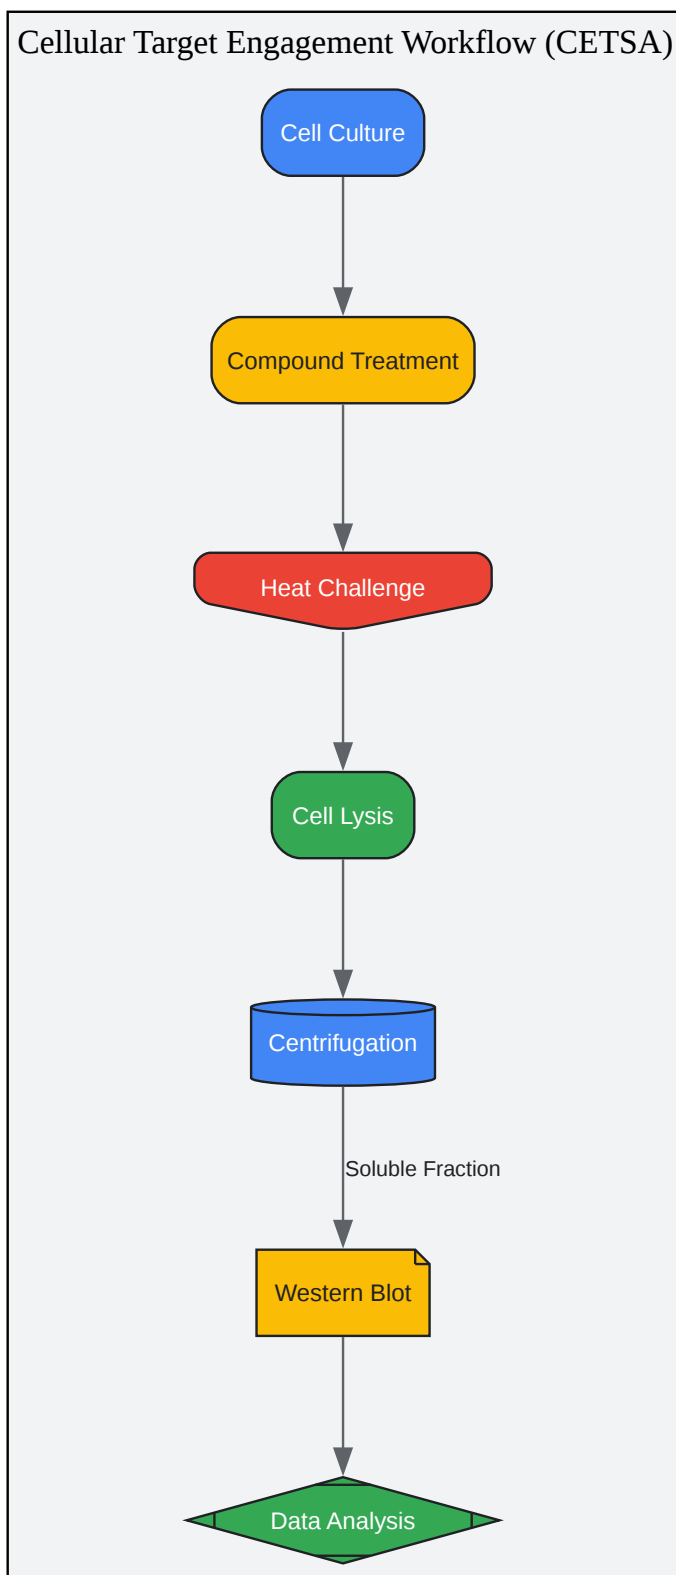 Cellular Target Engagement Workflow (CETSA)
Cell Culture
Compound Treatment
Heat Challenge
Cell Lysis
Centrifugation
Soluble Fraction
Western Blot
Data Analysis